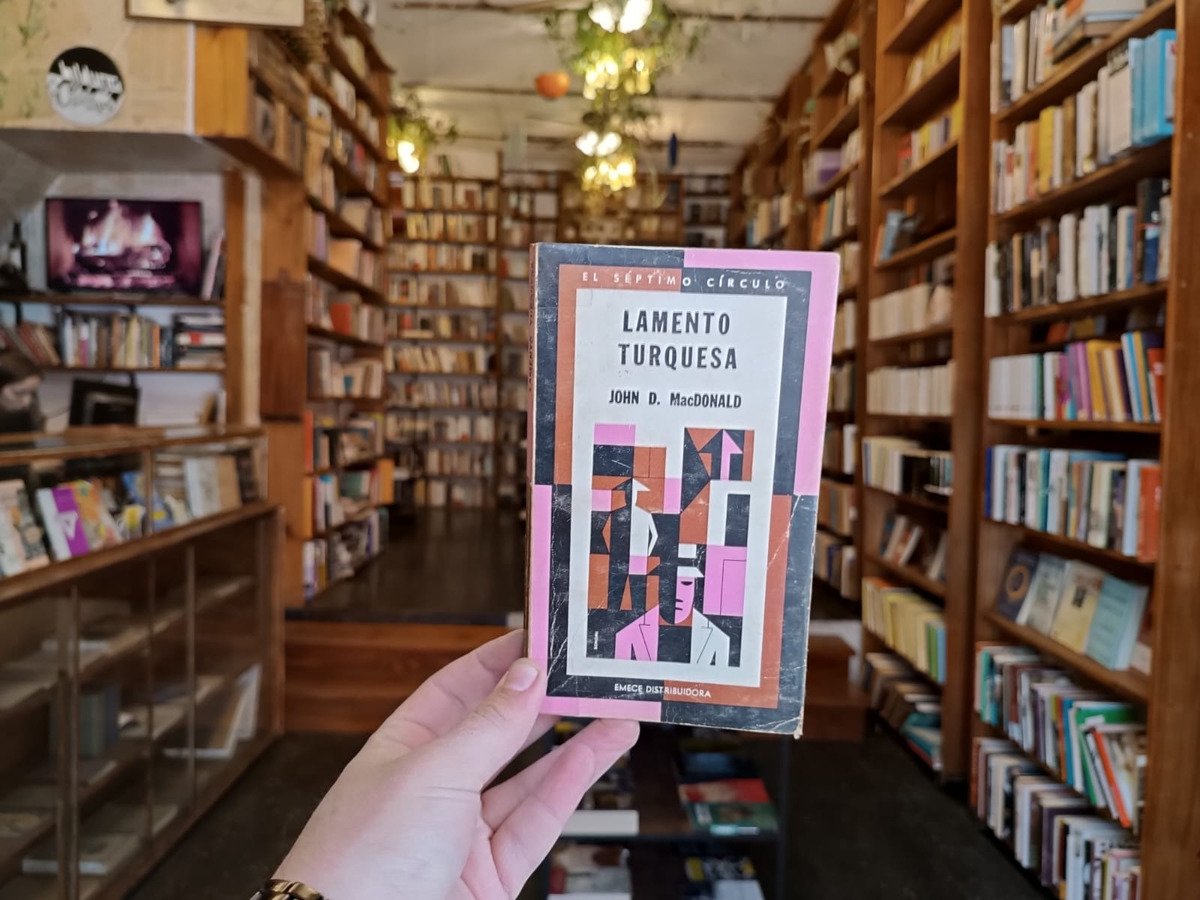 EL SÉPTIMO CÍRCULO
LAMENTO
TURQUESA
JOHN D. MacDONALD
EMECE DISTRIBUIDORA